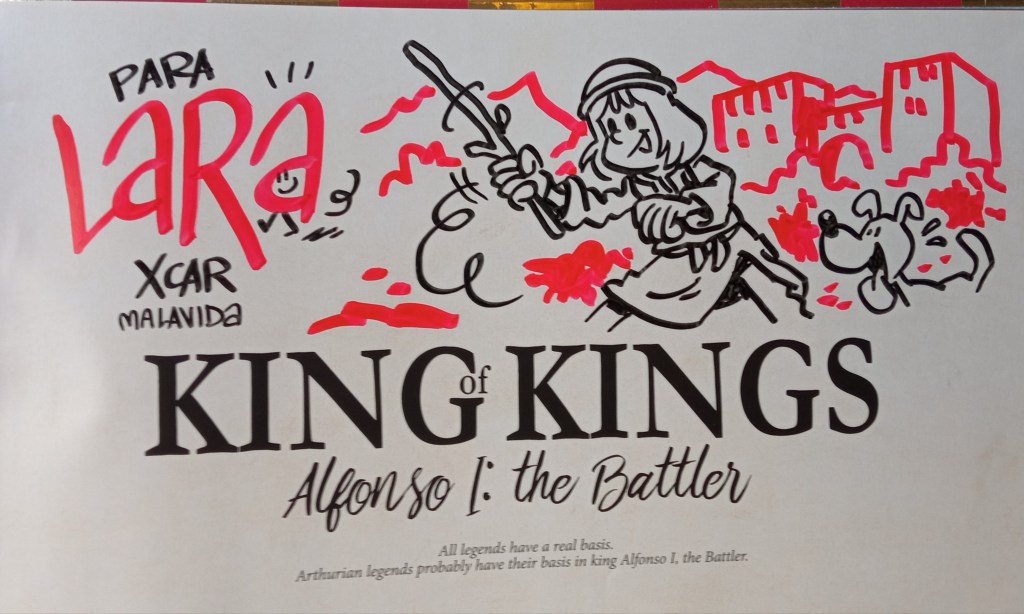 PARA
LARA
XCAR
MALAVIDA
KING of KINGS
Alfonso I: the Battler
All legends have a real basis.
Arthurian legends probably have their basis in king Alfonso I, the Battler.